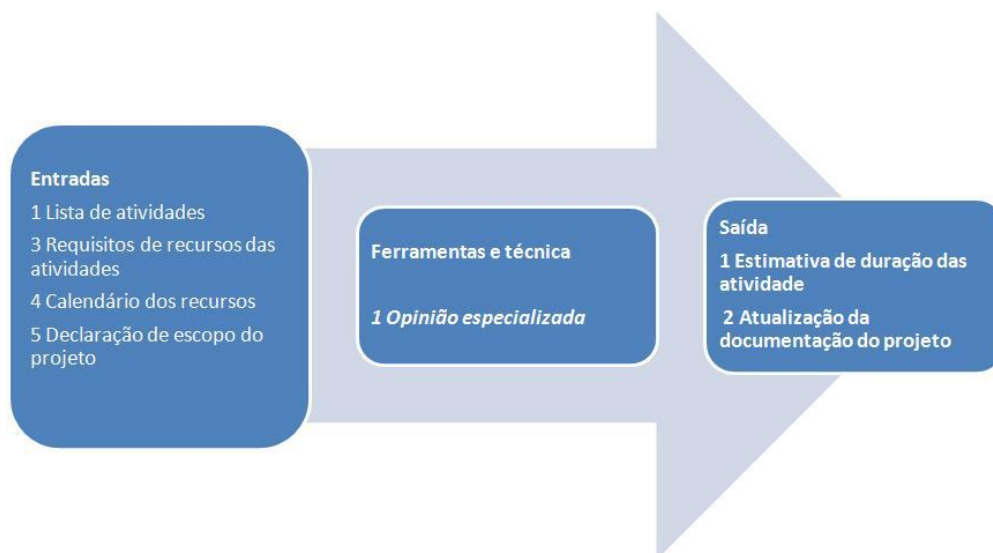 Entradas
1 Lista de atividades
3 Requisitos de recursos das
atividades
4 Calendário dos recursos
5 Declaração de escopo do
projeto
Ferramentas e técnica
1 Opinião especializada
Saída
1 Estimativa de duração das
atividade
2 Atualização da
documentação do projeto